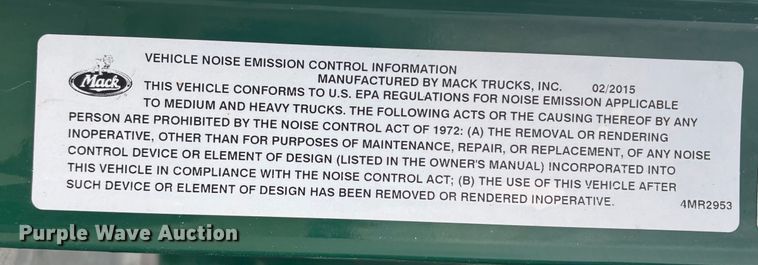 Mack
VEHICLE NOISE EMISSION CONTROL INFORMATION
MANUFACTURED BY MACK TRUCKS, INC. 02/2015
THIS VEHICLE CONFORMS TO U.S. EPA REGULATIONS FOR NOISE EMISSION APPLICABLE
TO MEDIUM AND HEAVY TRUCKS. THE FOLLOWING ACTS OR THE CAUSING THEREOF BY ANY
PERSON ARE PROHIBITED BY THE NOISE CONTROL ACT OF 1972: (A) THE REMOVAL OR RENDERING
INOPERATIVE, OTHER THAN FOR PURPOSES OF MAINTENANCE, REPAIR, OR REPLACEMENT, OF ANY NOISE
CONTROL DEVICE OR ELEMENT OF DESIGN (LISTED IN THE OWNER'S MANUAL) INCORPORATED INTO
THIS VEHICLE IN COMPLIANCE WITH THE NOISE CONTROL ACT; (B) THE USE OF THIS VEHICLE AFTER
SUCH DEVICE OR ELEMENT OF DESIGN HAS BEEN REMOVED OR RENDERED INOPERATIVE. 4MR2953
Purple Wave Auction